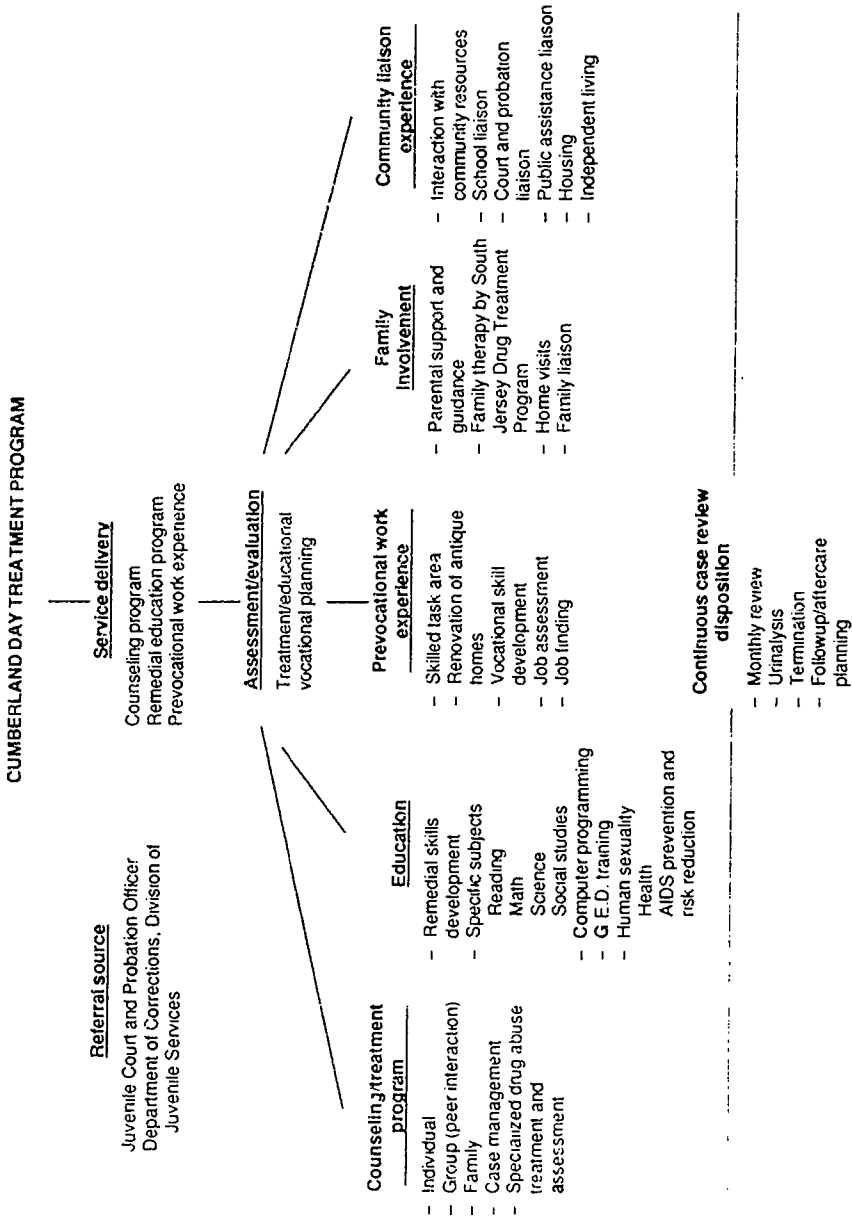 CUMBERLAND DAY TREATMENT PROGRAM
Referral source
Juvenile Court and Probation Officer
Department of Corrections, Division of
Juvenile Services
Service delivery
Counseling program
Remedial education program
Prevocational work experience
Assessment/evaluation
Treatment/educational
vocational planning
Counseling/treatment
program
- Individual
- Group (peer interaction)
- Family
- Case management
- Specialized drug abuse
treatment and
assessment
Education
- Remedial skills
development
- Specific subjects
Reading
Math
Science
Social studies
- Computer programming
- G E.D. training
- Human sexuality
Health
AIDS prevention and
risk reduction
Prevocational work
experience
- Skilled task area
- Renovation of antique
homes
- Vocational skill
development
- Job assessment
- Job finding
Family
Involvement
- Parental support and
guidance
- Family therapy by South
Jersey Drug Treatment
Program
- Home visits
- Family liaison
Community liaison
experience
- Interaction with
community resources
- School liaison
- Court and probation
liaison
- Public assistance liaison
- Housing
- Independent living
Continuous case review
disposition
- Monthly review
- Urinalysis
- Termination
- Followup/aftercare
planning